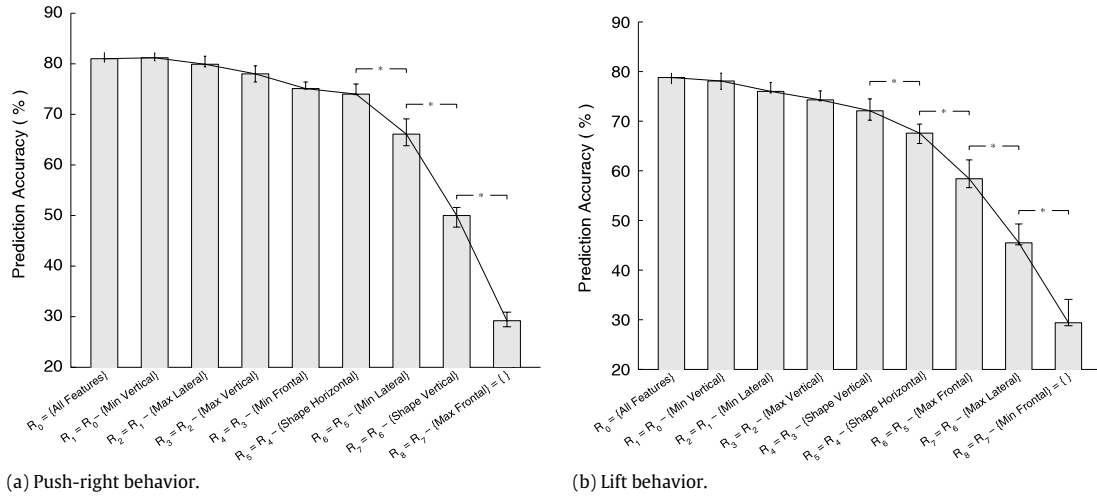 90
80
70
60
50
40
30
20
Prediction Accuracy ( % )
*
*
*
R0 = {All Features}
R1 = R0 − {Min Vertical}
R2 = R1 − {Max Lateral}
R3 = R2 − {Max Vertical}
R4 = R3 − {Min Frontal}
R5 = R4 − {Shape Horizontal}
R6 = R5 − {Min Lateral}
R7 = R6 − {Shape Vertical}
R8 = R7 − {Max Frontal} = { }
(a) Push-right behavior.
90
80
70
60
50
40
30
20
Prediction Accuracy ( % )
*
*
*
*
R0 = {All Features}
R1 = R0 − {Min Vertical}
R2 = R1 − {Min Lateral}
R3 = R2 − {Max Vertical}
R4 = R3 − {Shape Vertical}
R5 = R4 − {Shape Horizontal}
R6 = R5 − {Max Frontal}
R7 = R6 − {Max Lateral}
R8 = R7 − {Min Frontal} = { }
(b) Lift behavior.